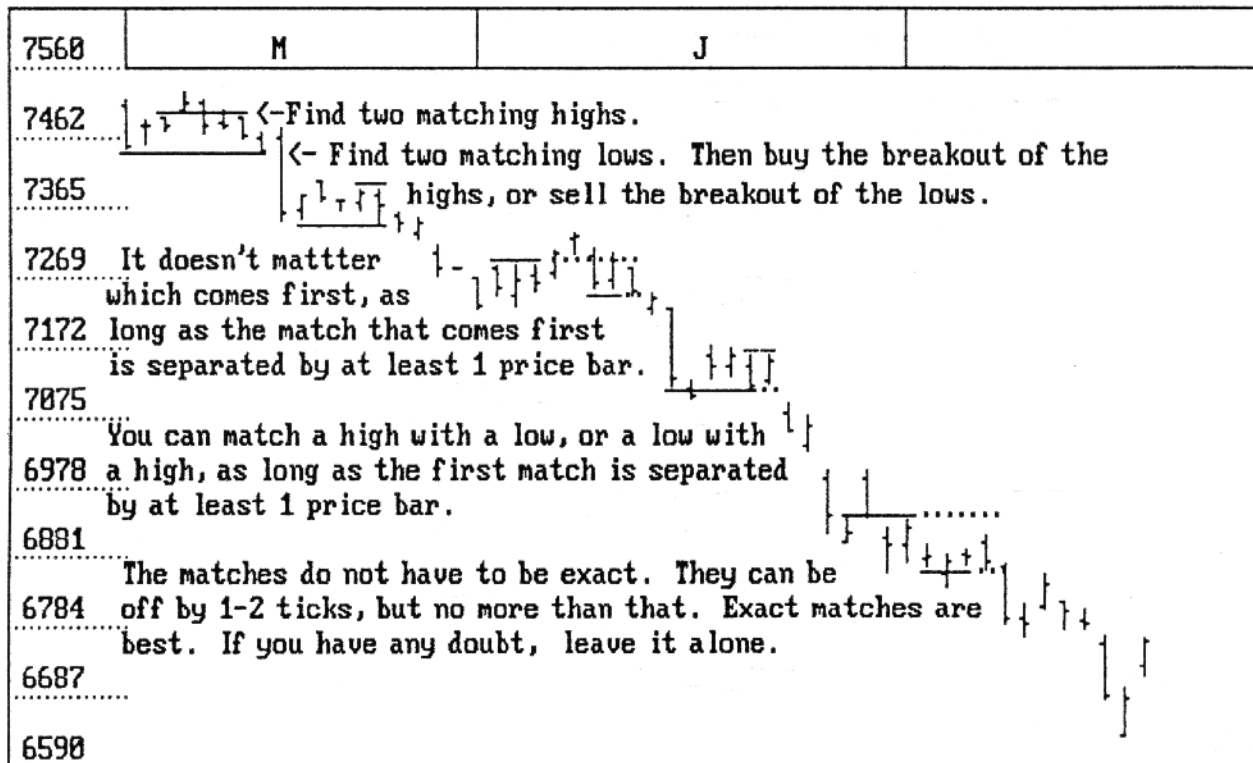 7560 M J
7462 <-Find two matching highs.
<- Find two matching lows. Then buy the breakout of the
7365 highs, or sell the breakout of the lows.
7269 It doesn't mattter
which comes first, as
7172 long as the match that comes first
is separated by at least 1 price bar.
7075
You can match a high with a low, or a low with
6978 a high, as long as the first match is separated
by at least 1 price bar.
6881
The matches do not have to be exact. They can be
6784 off by 1-2 ticks, but no more than that. Exact matches are
best. If you have any doubt, leave it alone.
6687
6590